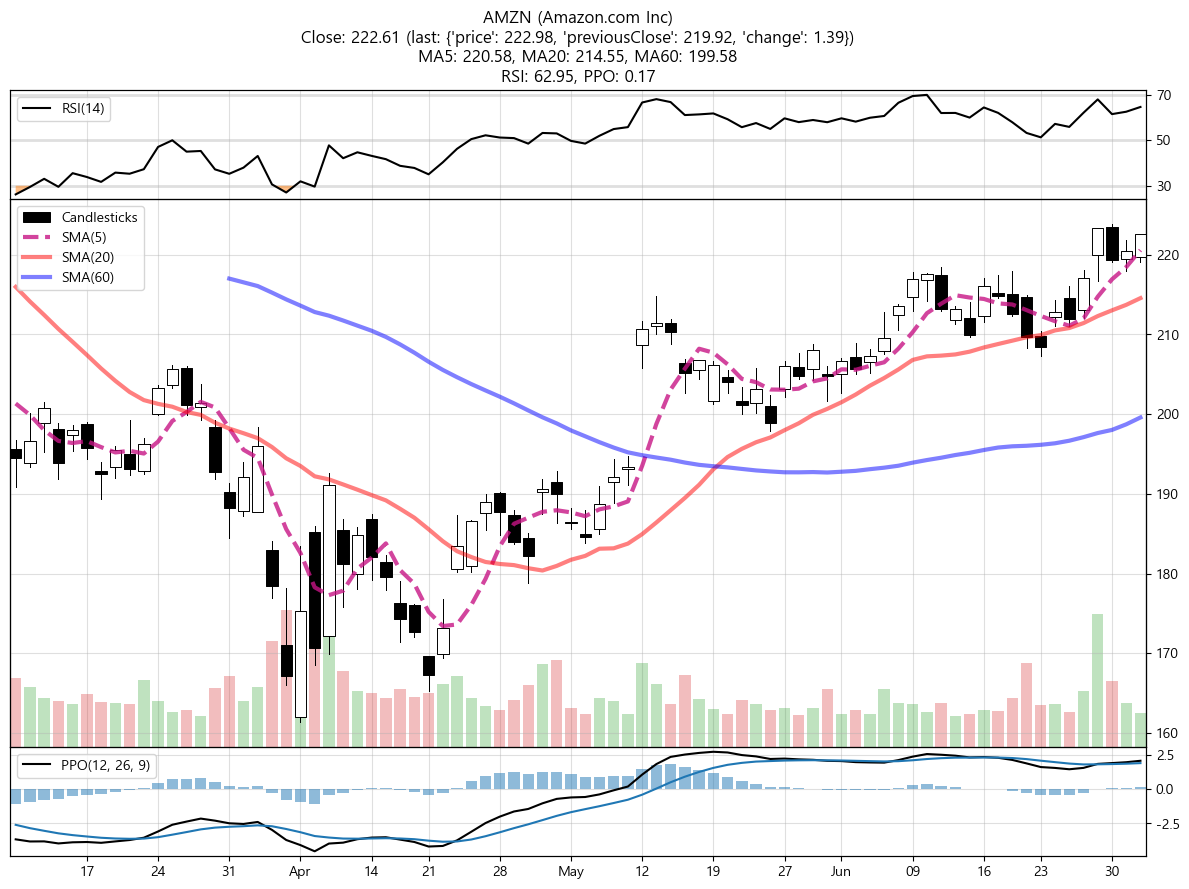 AMZN (Amazon.com Inc)
Close: 222.61 (last: {'price': 222.98, 'previousClose': 219.92, 'change': 1.39})
MA5: 220.58, MA20: 214.55, MA60: 199.58
RSI: 62.95, PPO: 0.17
RSI(14)
70
50
30
Candlesticks
SMA(5)
SMA(20)
SMA(60)
220
210
200
190
180
170
160
PPO(12, 26, 9)
2.5
0.0
−2.5
17 24 31 Apr 14 21 28 May 12 19 27 Jun 09 16 23 30